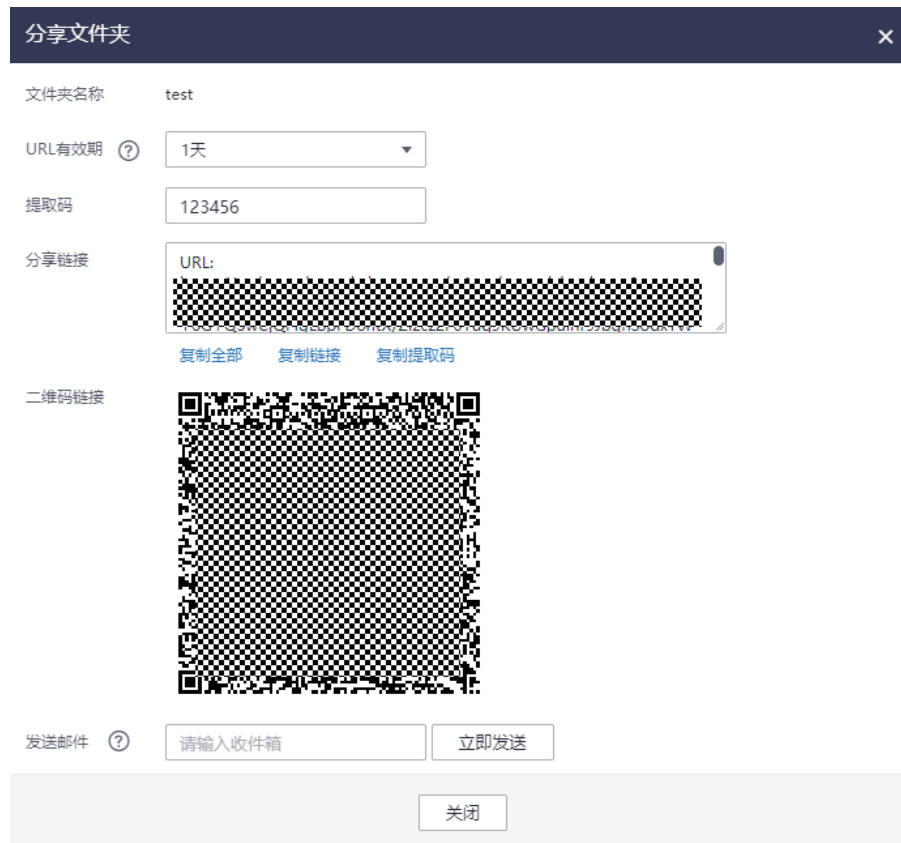 分享文件夹
文件夹名称 test
URL有效期 ? 1天
提取码 123456
分享链接 URL:
复制全部 复制链接 复制提取码
二维码链接
发送邮件 ? 请输入收件箱 立即发送
关闭